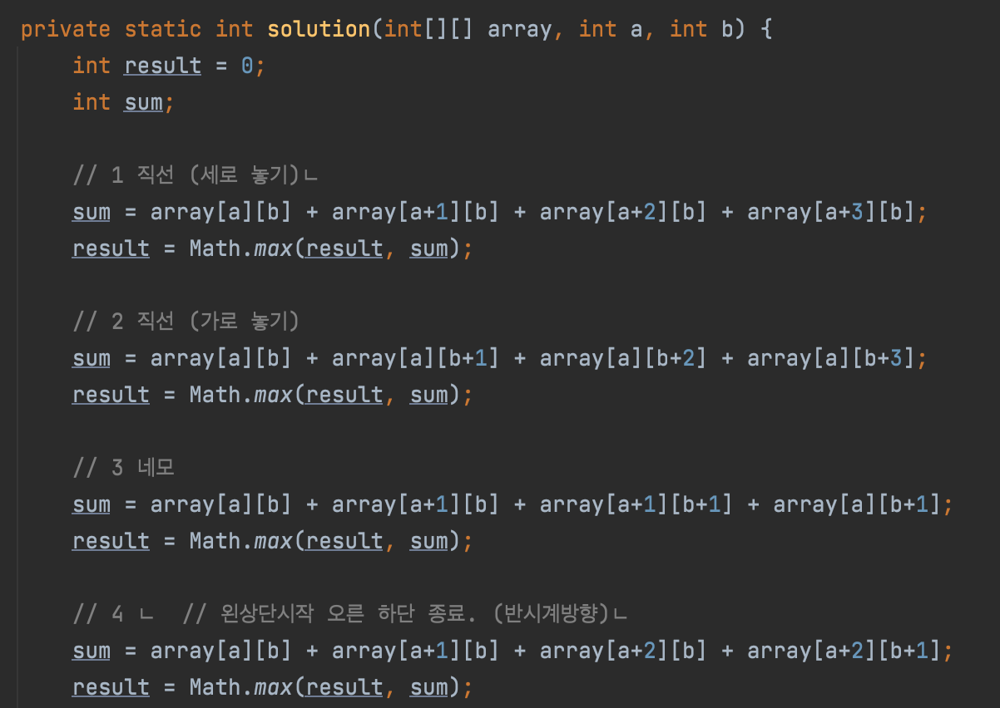 private static int solution(int[][] array, int a, int b) {
int result = 0;
int sum;
// 1 직선 (세로 놓기)ㄴ
sum = array[a][b] + array[a+1][b] + array[a+2][b] + array[a+3][b];
result = Math.max(result, sum);
// 2 직선 (가로 놓기)
sum = array[a][b] + array[a][b+1] + array[a][b+2] + array[a][b+3];
result = Math.max(result, sum);
// 3 네모
sum = array[a][b] + array[a+1][b] + array[a+1][b+1] + array[a][b+1];
result = Math.max(result, sum);
// 4 ㄴ  // 왼상단시작 오른 하단 종료. (반시계방향)ㄴ
sum = array[a][b] + array[a+1][b] + array[a+2][b] + array[a+2][b+1];
result = Math.max(result, sum);